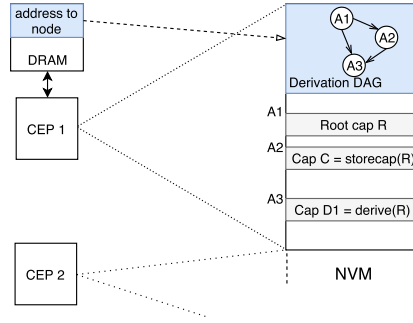 address to
node
DRAM
CEP 1
CEP 2
A1
A2
A3
Derivation DAG
A1
Root cap R
A2
Cap C = storecap(R)
A3
Cap D1 = derive(R)
NVM